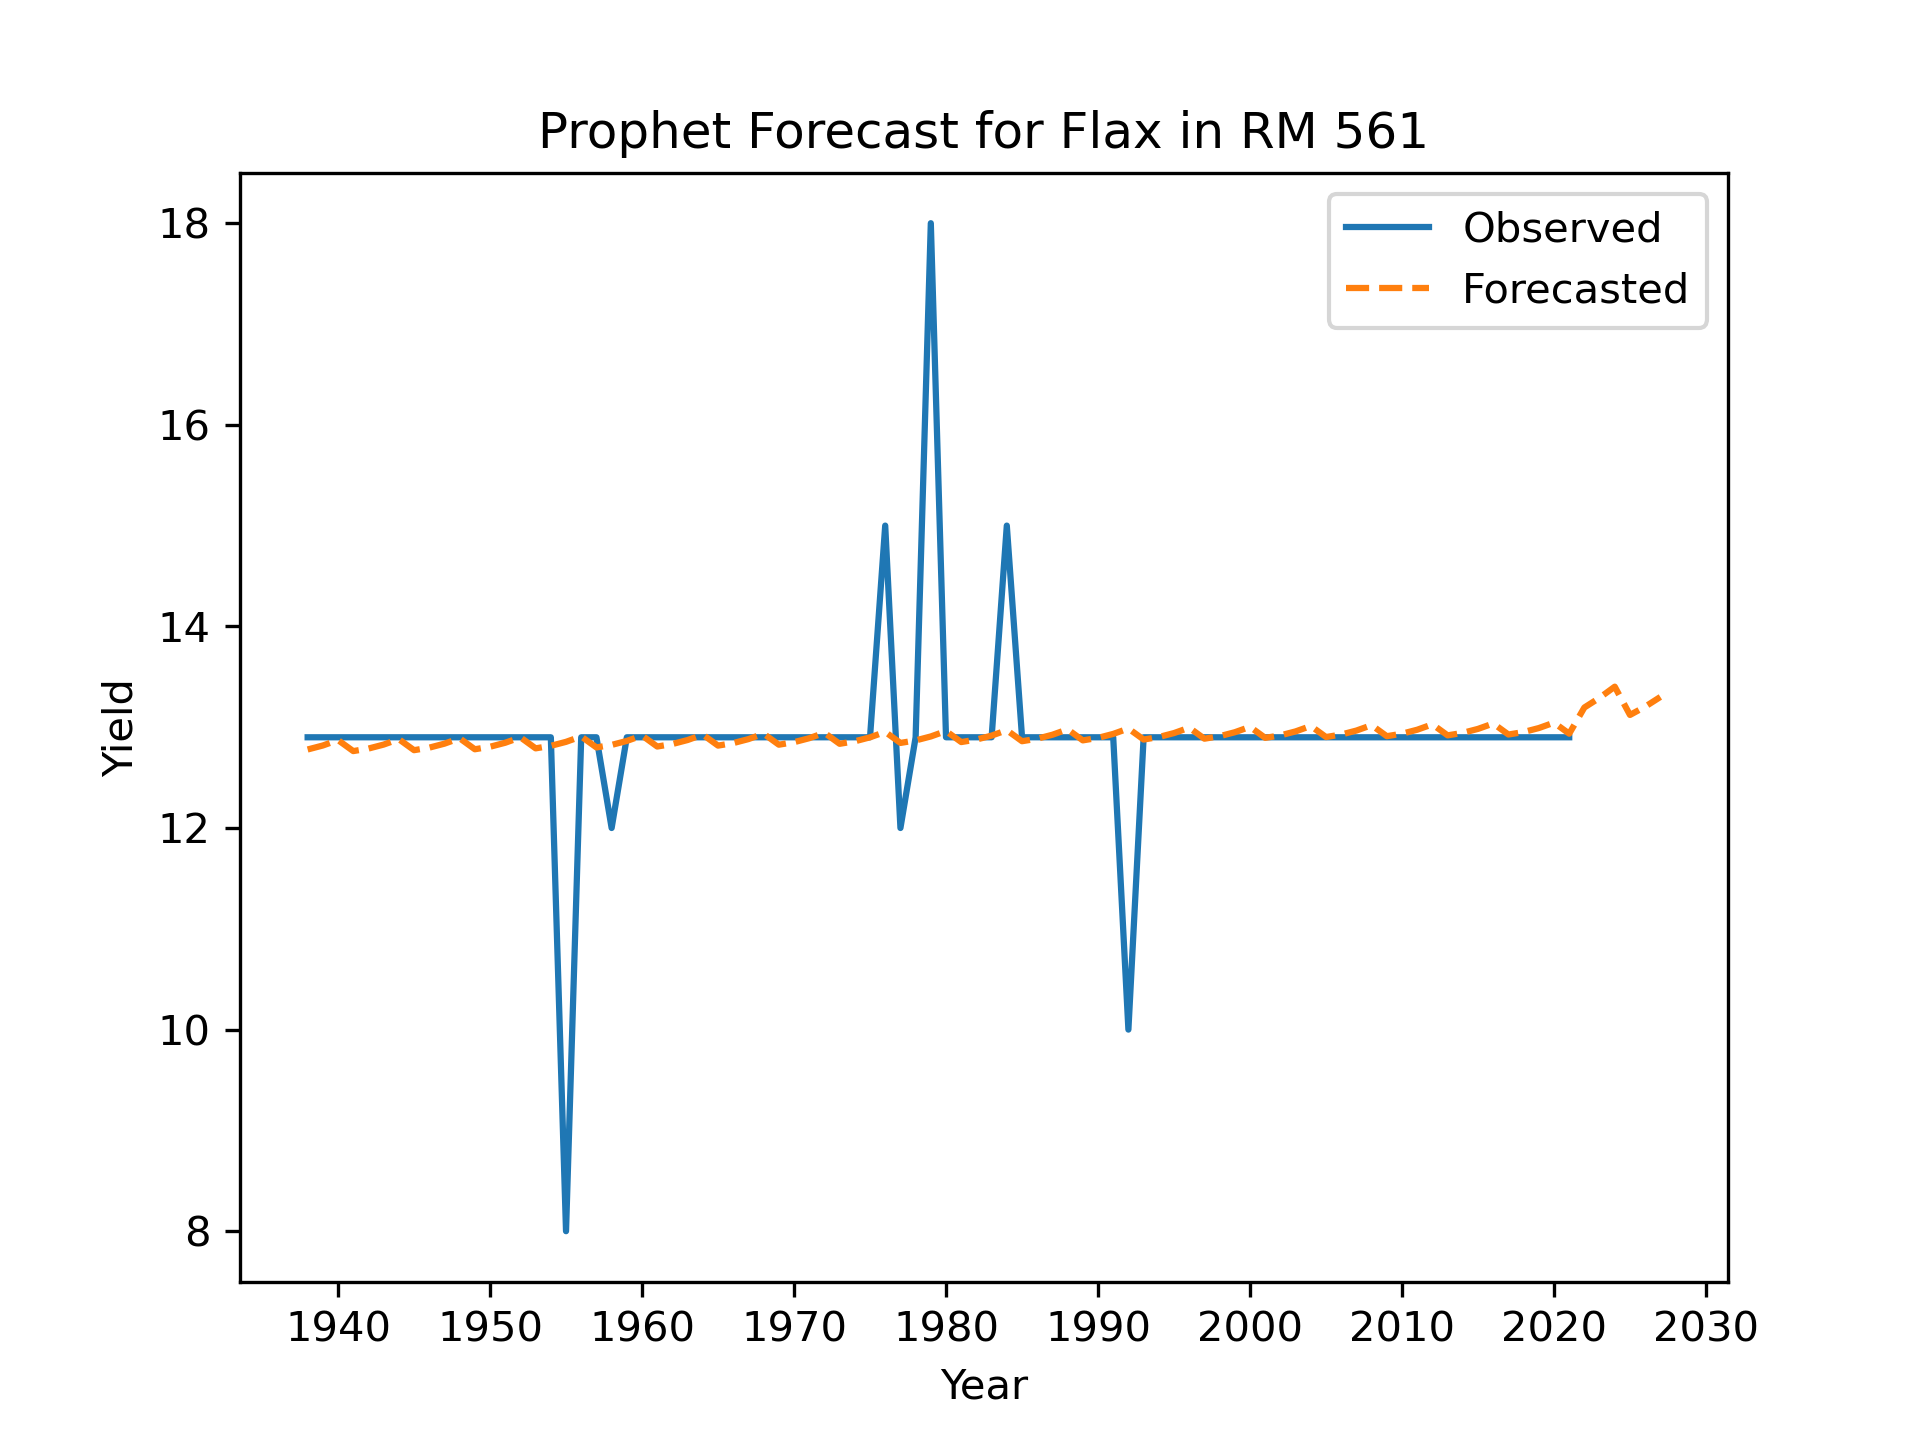 Prophet Forecast for Flax in RM 561
Observed
Forecasted
18
16
14
12
10
8
Yield
1940 1950 1960 1970 1980 1990 2000 2010 2020 2030
Year